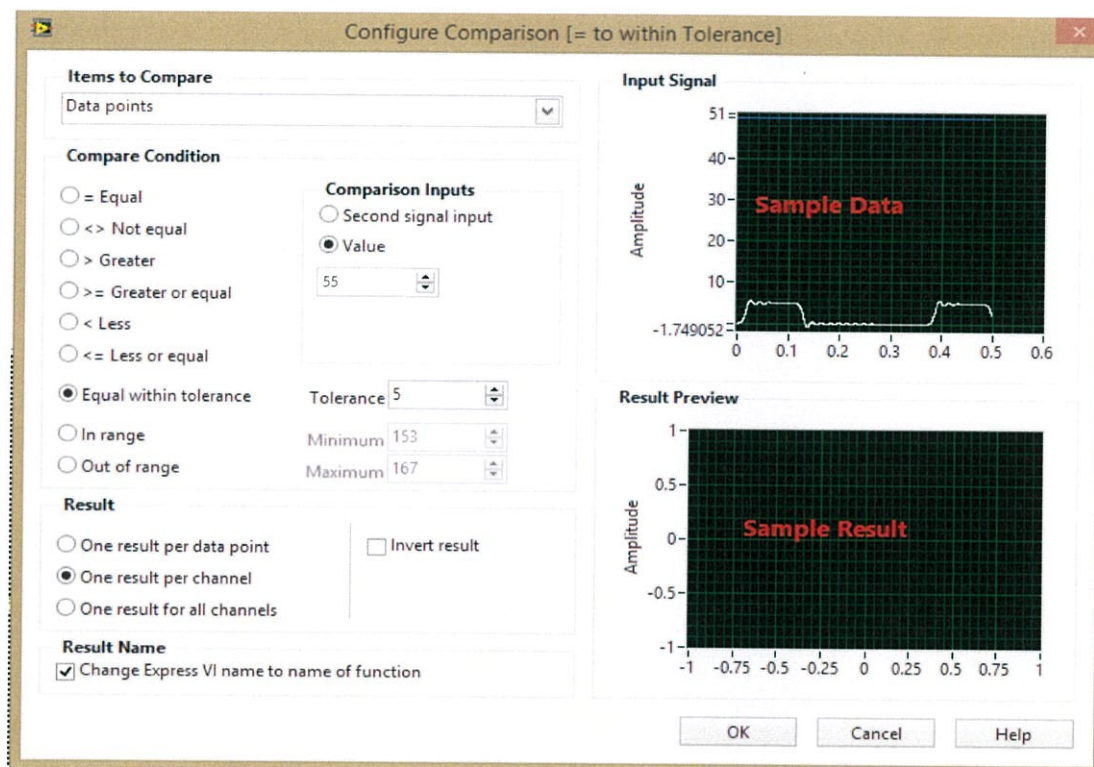 Configure Comparison [= to within Tolerance]
Items to Compare
Data points
Compare Condition
= Equal
<> Not equal
> Greater
>= Greater or equal
< Less
<= Less or equal
Equal within tolerance
In range
Out of range
Comparison Inputs
Second signal input
Value
55
Tolerance 5
Minimum 153
Maximum 167
Result
One result per data point
One result per channel
One result for all channels
Invert result
Result Name
Change Express VI name to name of function
Input Signal
Amplitude
51
40
30
20
10
-1.749052
0 0.1 0.2 0.3 0.4 0.5 0.6
Sample Data
Result Preview
Amplitude
1
0.5
0
-0.5
-1
-1 -0.75 -0.5 -0.25 0 0.25 0.5 0.75 1
Sample Result
OK Cancel Help